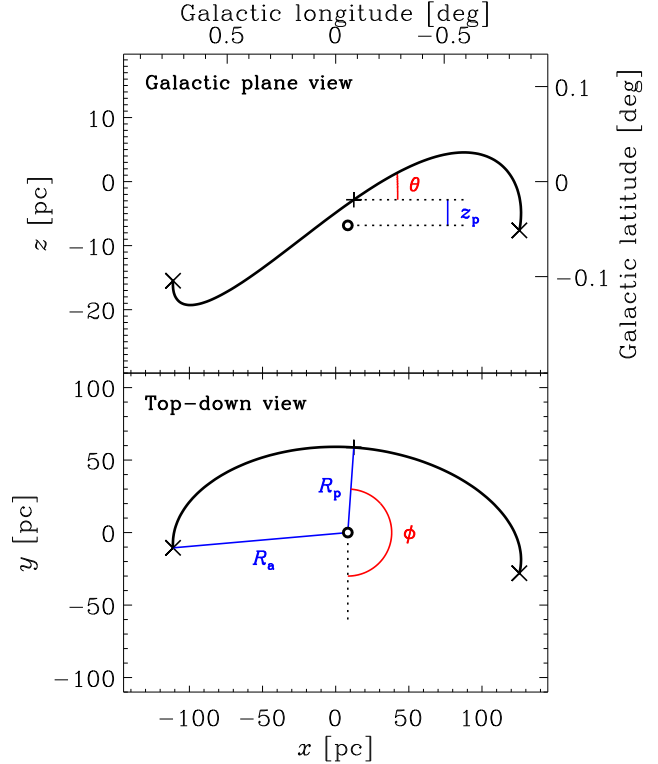 Galactic longitude [deg]
0.5 0 −0.5
Galactic plane view
10
0
−10
−20
z [pc]
0.1
0
−0.1
Galactic latitude [deg]
θ
zp
Top−down view
100
50
0
−50
−100
y [pc]
Rp
Ra
ϕ
−100 −50 0 50 100
x [pc]